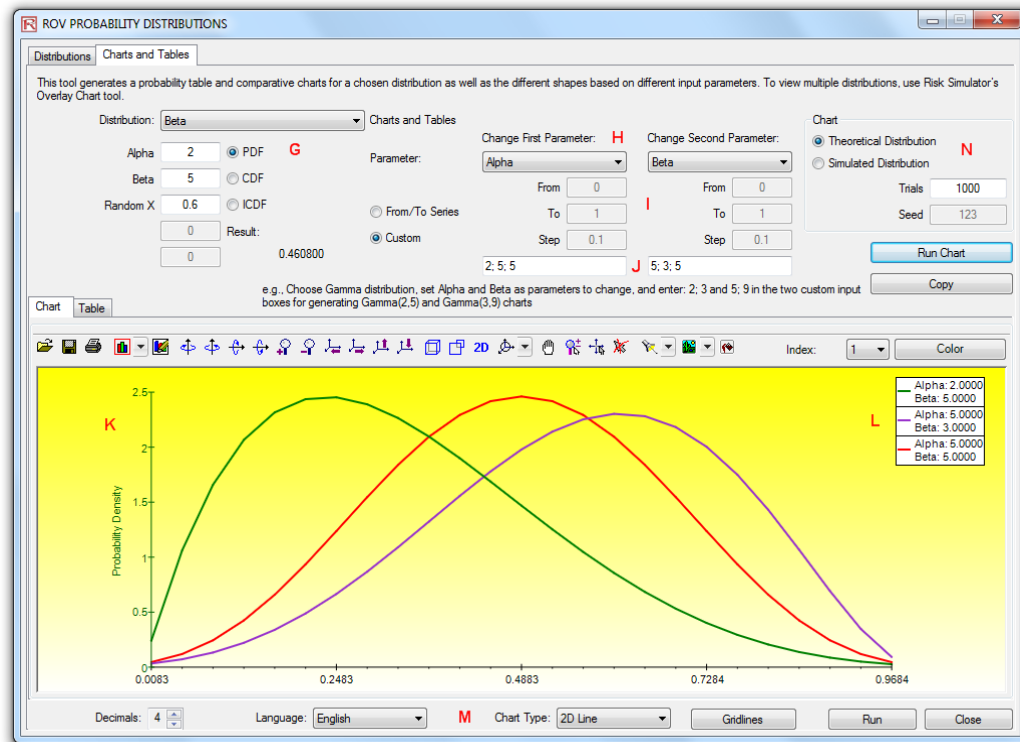 ROV PROBABILITY DISTRIBUTIONS
Distributions Charts and Tables
This tool generates a probability table and comparative charts for a chosen distribution as well as the different shapes based on different input parameters. To view multiple distributions, use Risk Simulator's
Overlay Chart tool.
Distribution: Beta Charts and Tables
Chart
Change First Parameter: H Change Second Parameter:
Alpha 2 PDF G
Parameter: Alpha Beta
Theoretical Distribution N
Simulated Distribution
Beta 5 CDF
From 0 From 0
Trials 1000
Random X 0.6 ICDF
From/To Series To 1 I To 1
Seed 123
0 Result:
Custom Step 0.1 Step 0.1
0.460800
0
Run Chart
2; 5; 5 J 5; 3; 5
Copy
e.g., Choose Gamma distribution, set Alpha and Beta as parameters to change, and enter: 2; 3 and 5; 9 in the two custom input
boxes for generating Gamma(2,5) and Gamma(3,9) charts
Chart Table
2D Index: 1 Color
K
L
Alpha: 2.0000
Beta: 5.0000
Alpha: 5.0000
Beta: 3.0000
Alpha: 5.0000
Beta: 5.0000
Probability Density
2.5
2
1.5
1
0.5
0
0.0083 0.2483 0.4883 0.7284 0.9684
Decimals: 4 Language: English M Chart Type: 2D Line Gridlines Run Close